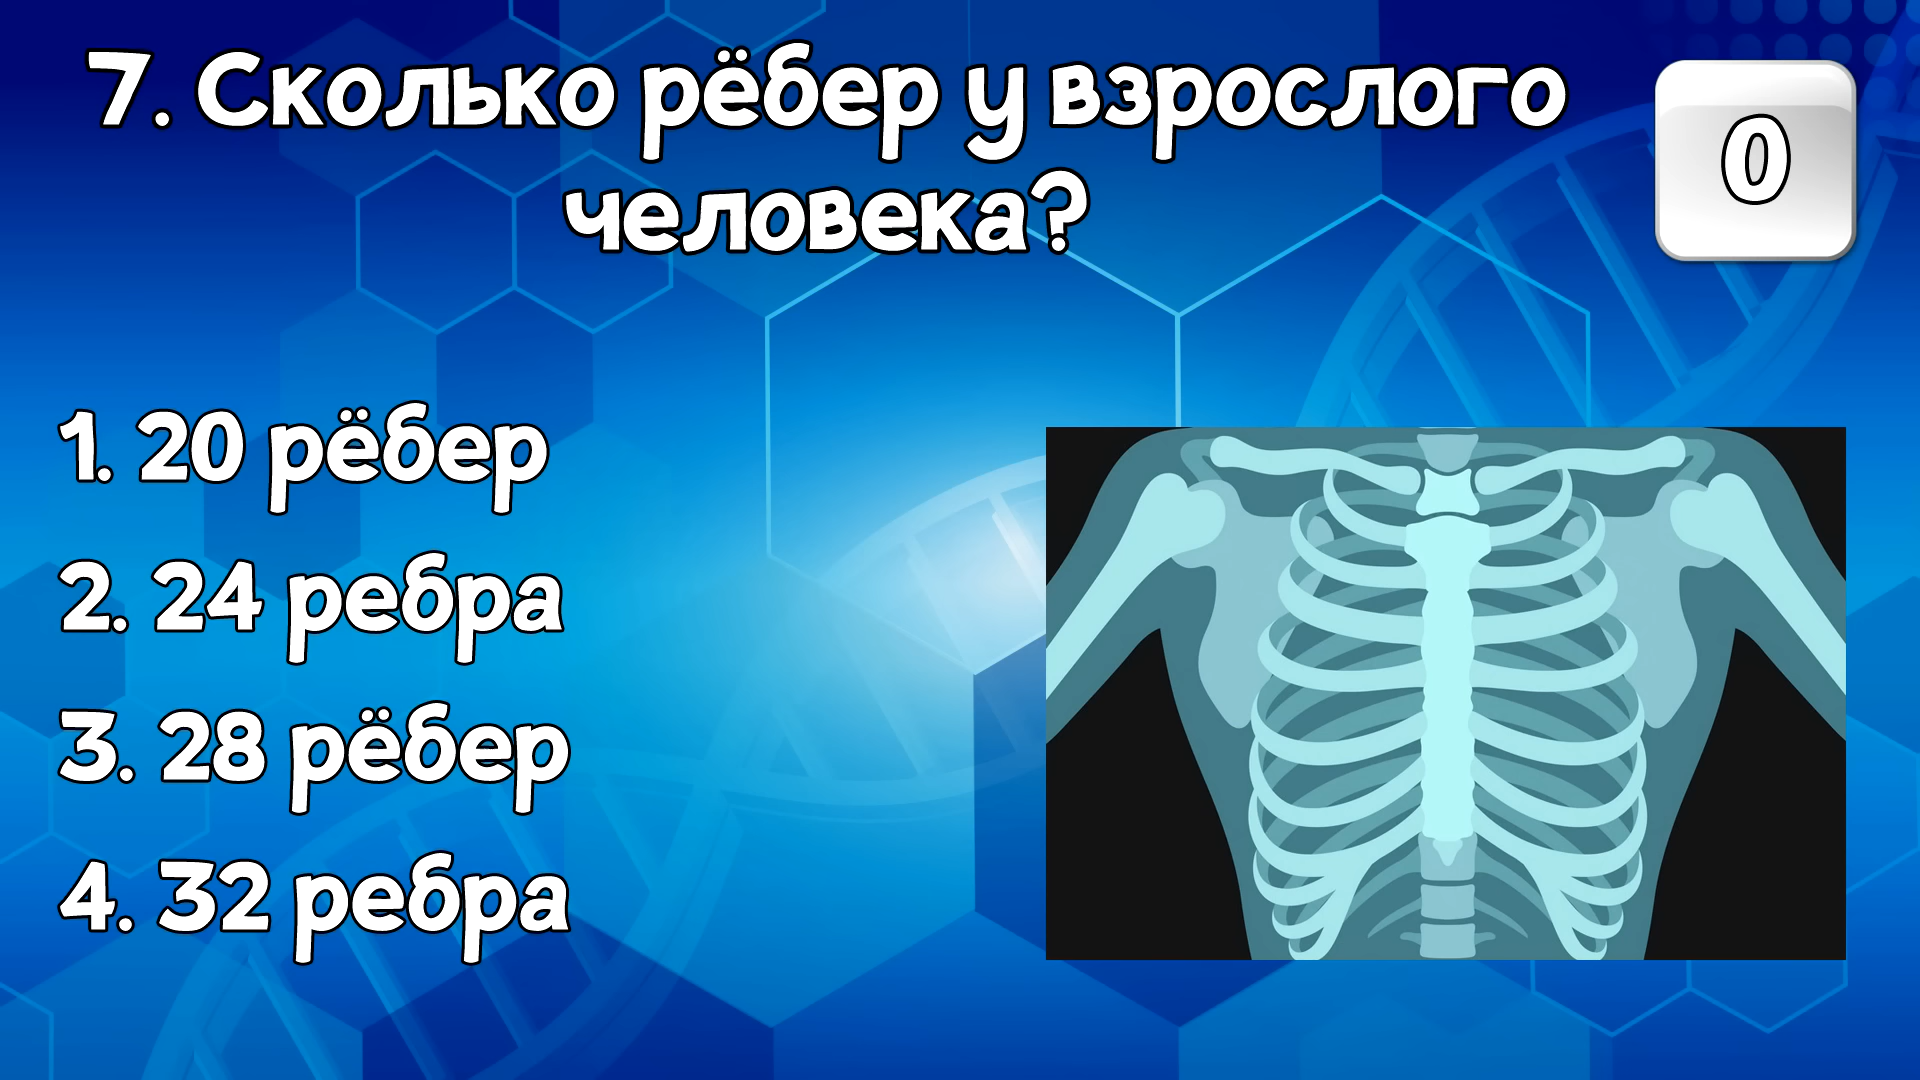 7. Сколько рёбер у взрослого
человека?
0
1. 20 рёбер
2. 24 ребра
3. 28 рёбер
4. 32 ребра